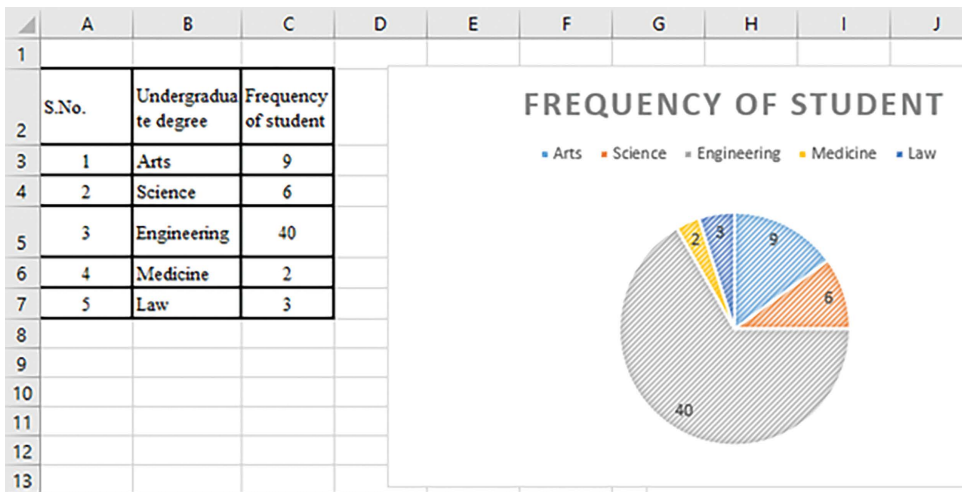 A B C D E F G H I J
1
2 S.No. Undergradua Frequency
te degree of student
3 1 Arts 9
4 2 Science 6
5 3 Engineering 40
6 4 Medicine 2
7 5 Law 3
8
9
10
11
12
13
FREQUENCY OF STUDENT
Arts Science Engineering Medicine Law
2 3 9
6
40